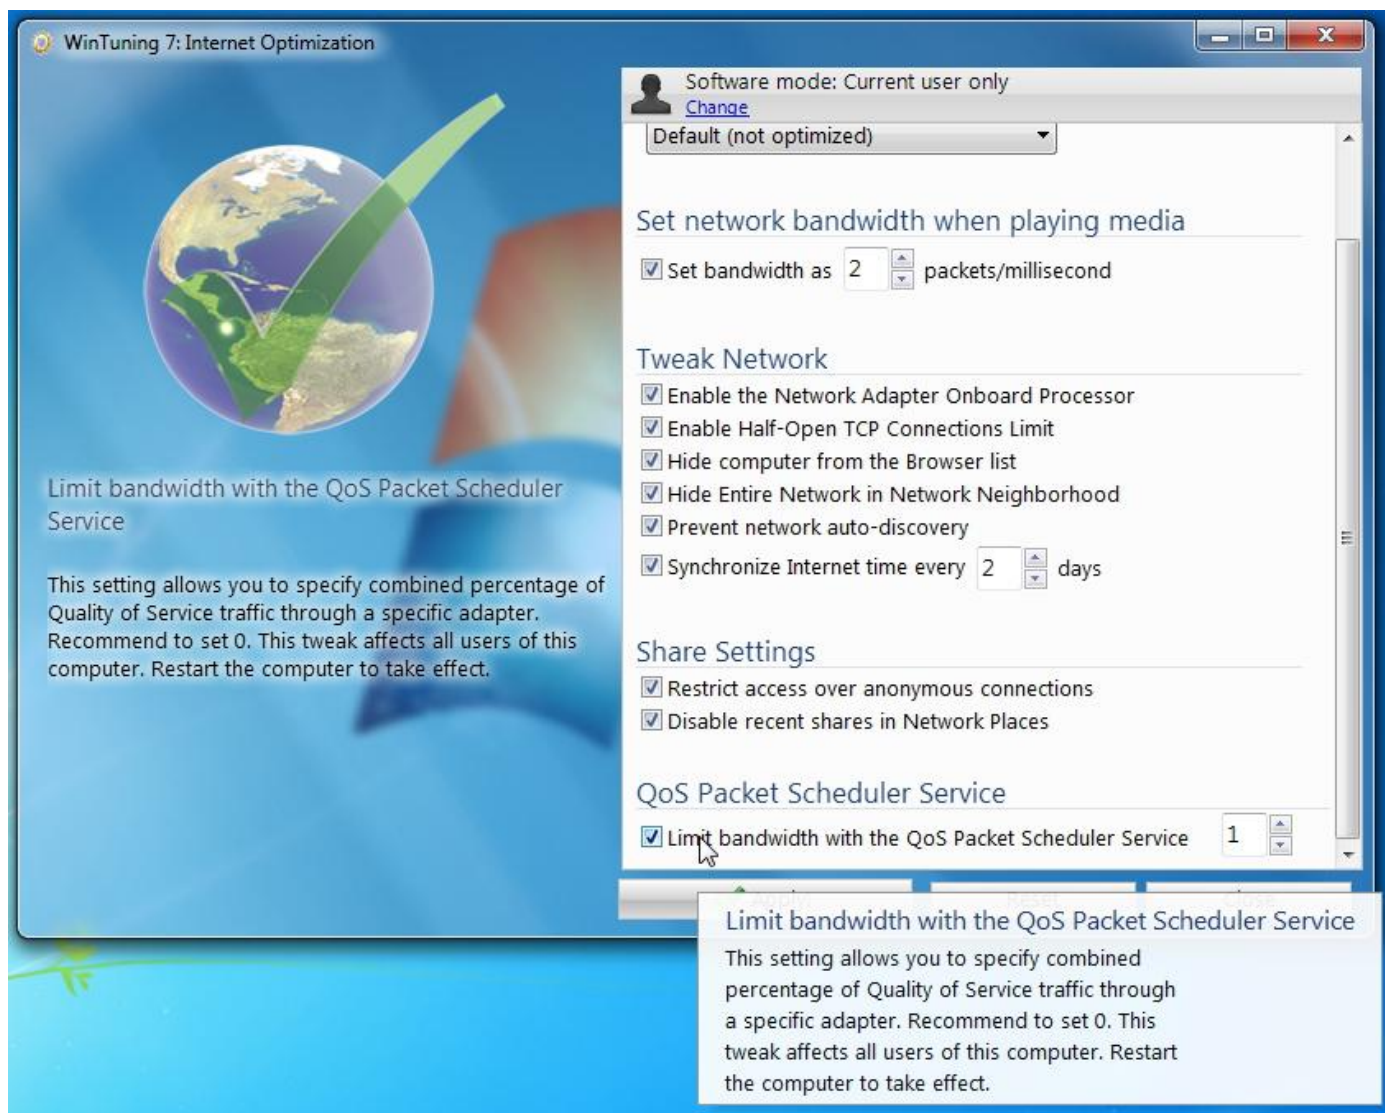 WinTuning 7: Internet Optimization
Software mode: Current user only
Change
Default (not optimized)
Set network bandwidth when playing media
Set bandwidth as 2 packets/millisecond
Tweak Network
Enable the Network Adapter Onboard Processor
Enable Half-Open TCP Connections Limit
Hide computer from the Browser list
Hide Entire Network in Network Neighborhood
Prevent network auto-discovery
Synchronize Internet time every 2 days
Share Settings
Restrict access over anonymous connections
Disable recent shares in Network Places
QoS Packet Scheduler Service
Limit bandwidth with the QoS Packet Scheduler Service 1
Limit bandwidth with the QoS Packet Scheduler
Service
This setting allows you to specify combined percentage of
Quality of Service traffic through a specific adapter.
Recommend to set 0. This tweak affects all users of this
computer. Restart the computer to take effect.
Apply Reset Close
Limit bandwidth with the QoS Packet Scheduler Service
This setting allows you to specify combined
percentage of Quality of Service traffic through
a specific adapter. Recommend to set 0. This
tweak affects all users of this computer. Restart
the computer to take effect.